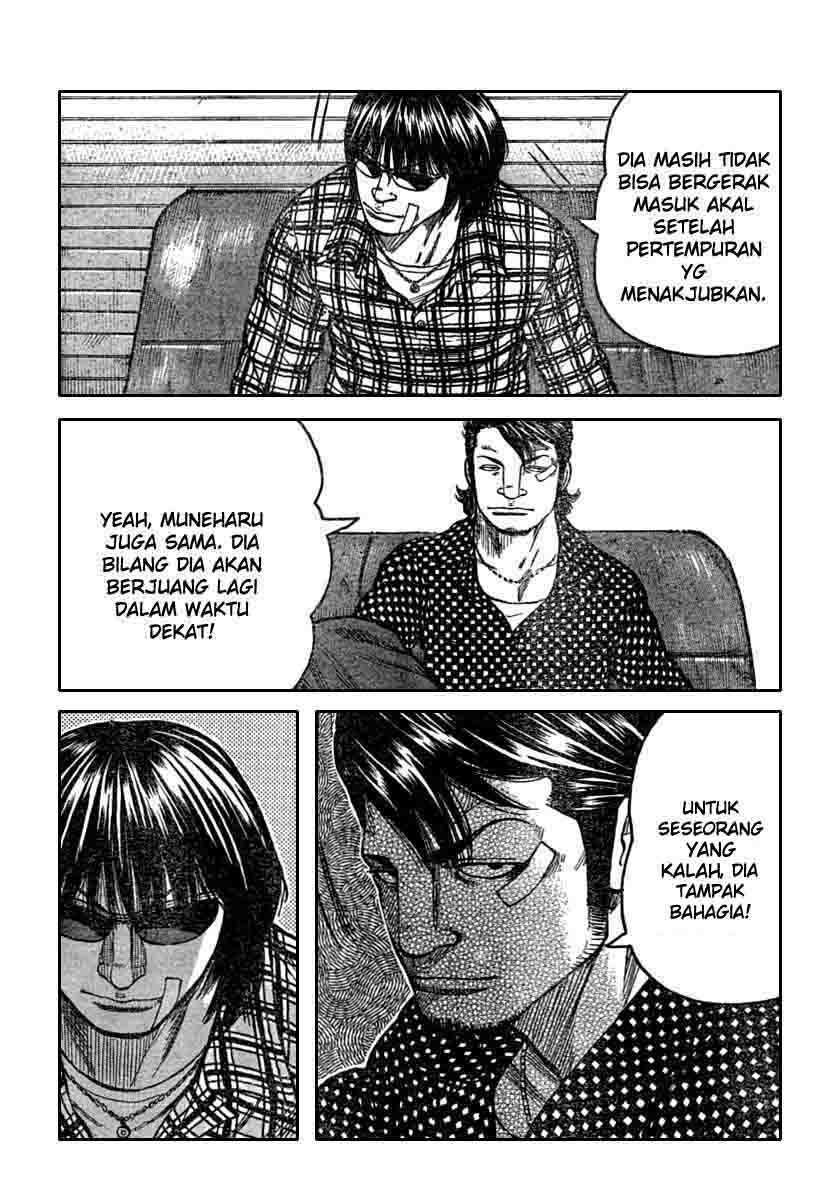 DIA MASIH TIDAK
BISA BERGERAK
MASUK AKAL
SETELAH
PERTEMPURAN
YG
MENAKJUBKAN.
YEAH, MUNEHARU
JUGA SAMA. DIA
BILANG DIA AKAN
BERJUANG LAGI
DALAM WAKTU
DEKAT!
UNTUK
SESEORANG
YANG
KALAH, DIA
TAMPAK
BAHAGIA!